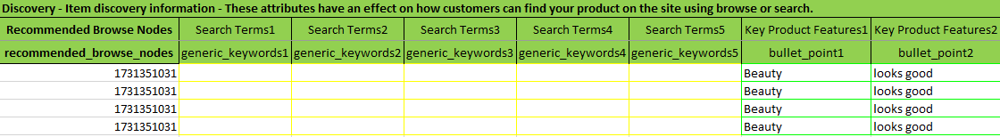 Discovery - Item discovery information - These attributes have an effect on how customers can find your product on the site using browse or search.
Recommended Browse Nodes Search Terms1 Search Terms2 Search Terms3 Search Terms4 Search Terms5 Key Product Features1 Key Product Features2
recommended_browse_nodes generic_keywords1 generic_keywords2 generic_keywords3 generic_keywords4 generic_keywords5 bullet_point1 bullet_point2
1731351031 Beauty looks good
1731351031 Beauty looks good
1731351031 Beauty looks good
1731351031 Beauty looks good